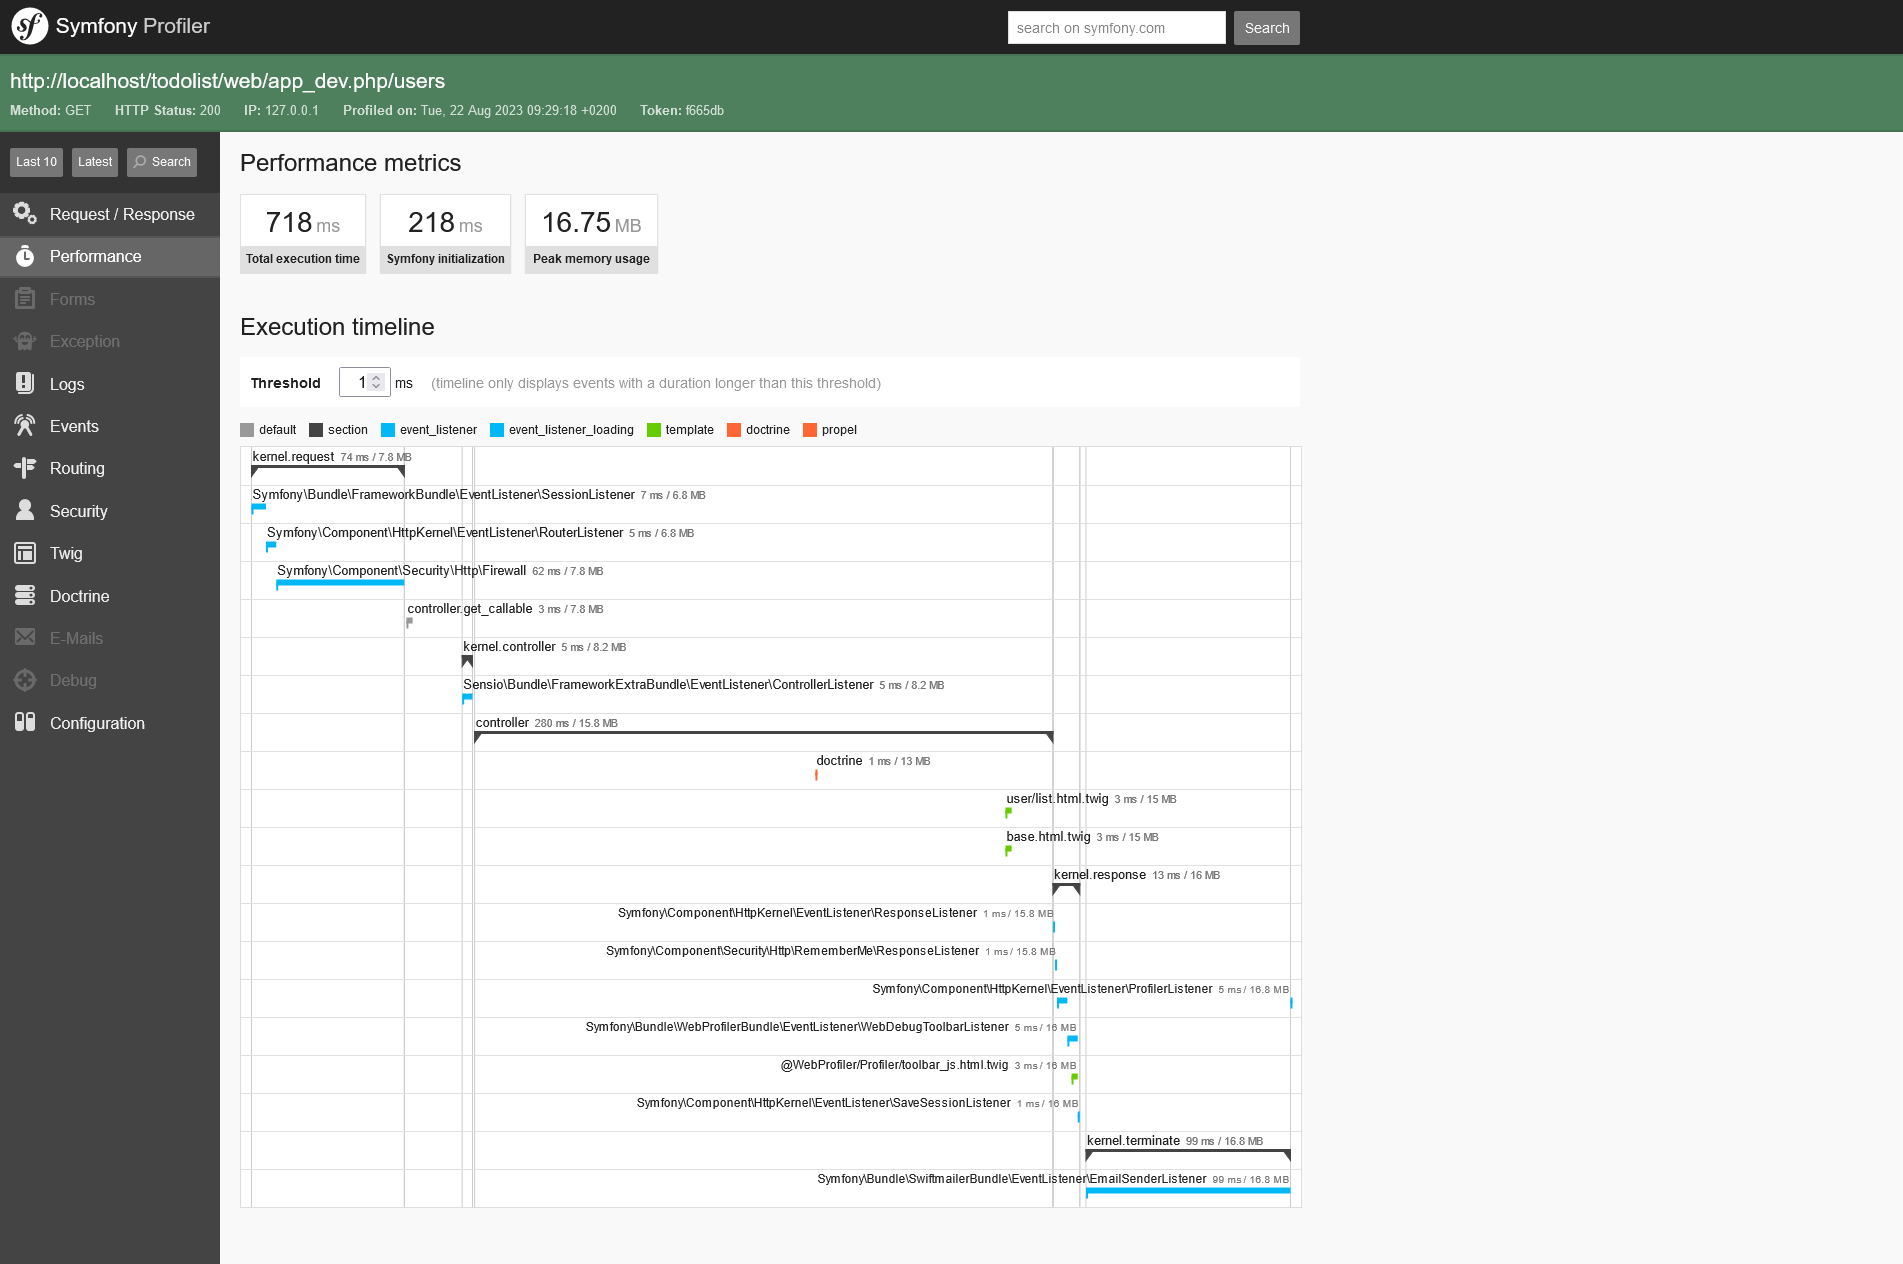 Symfony Profiler
search on symfony.com Search
http://localhost/todolist/web/app_dev.php/users
Method: GET HTTP Status: 200 IP: 127.0.0.1 Profiled on: Tue, 22 Aug 2023 09:29:18 +0200 Token: f665db
Last 10 Latest Search
Request / Response
Performance
Forms
Exception
Logs
Events
Routing
Security
Twig
Doctrine
E-Mails
Debug
Configuration
Performance metrics
718 ms
Total execution time
218 ms
Symfony initialization
16.75 MB
Peak memory usage
Execution timeline
Threshold 1 ms (timeline only displays events with a duration longer than this threshold)
default section event_listener event_listener_loading template doctrine propel
kernel.request 74 ms / 7.8 MB
Symfony\Bundle\FrameworkBundle\EventListener\SessionListener 7 ms / 6.8 MB
Symfony\Component\HttpKernel\EventListener\RouterListener 5 ms / 6.8 MB
Symfony\Component\Security\Http\Firewall 62 ms / 7.8 MB
controller.get_callable 3 ms / 7.8 MB
kernel.controller 5 ms / 8.2 MB
Sensio\Bundle\FrameworkExtraBundle\EventListener\ControllerListener 5 ms / 8.2 MB
controller 280 ms / 15.8 MB
doctrine 1 ms / 13 MB
user/list.html.twig 3 ms / 15 MB
base.html.twig 3 ms / 15 MB
kernel.response 13 ms / 16 MB
Symfony\Component\HttpKernel\EventListener\ResponseListener 1 ms / 15.8 MB
Symfony\Component\Security\Http\RememberMe\ResponseListener 1 ms / 15.8 MB
Symfony\Component\HttpKernel\EventListener\ProfilerListener 5 ms / 16.8 MB
Symfony\Bundle\WebProfilerBundle\EventListener\WebDebugToolbarListener 5 ms / 16 MB
@WebProfiler/Profiler/toolbar_js.html.twig 3 ms / 16 MB
Symfony\Component\HttpKernel\EventListener\SaveSessionListener 1 ms / 16 MB
kernel.terminate 99 ms / 16.8 MB
Symfony\Bundle\SwiftmailerBundle\EventListener\EmailSenderListener 99 ms / 16.8 MB